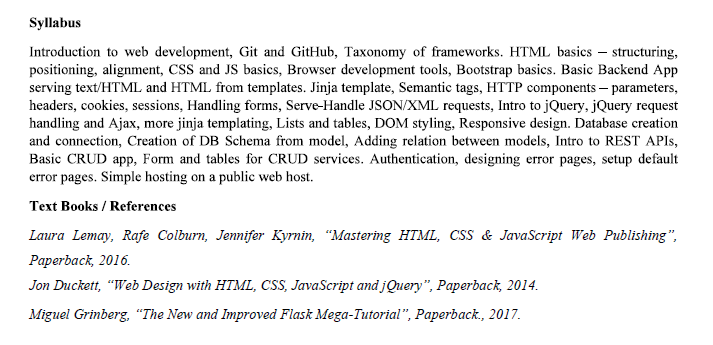 Syllabus
Introduction to web development, Git and GitHub, Taxonomy of frameworks. HTML basics – structuring,
positioning, alignment, CSS and JS basics, Browser development tools, Bootstrap basics. Basic Backend App
serving text/HTML and HTML from templates. Jinja template, Semantic tags, HTTP components – parameters,
headers, cookies, sessions, Handling forms, Serve-Handle JSON/XML requests, Intro to jQuery, jQuery request
handling and Ajax, more jinja templating, Lists and tables, DOM styling, Responsive design. Database creation
and connection, Creation of DB Schema from model, Adding relation between models, Intro to REST APIs,
Basic CRUD app, Form and tables for CRUD services. Authentication, designing error pages, setup default
error pages. Simple hosting on a public web host.
Text Books / References
Laura Lemay, Rafe Colburn, Jennifer Kyrnin, “Mastering HTML, CSS & JavaScript Web Publishing”,
Paperback, 2016.
Jon Duckett, “Web Design with HTML, CSS, JavaScript and jQuery”, Paperback, 2014.
Miguel Grinberg, “The New and Improved Flask Mega-Tutorial”, Paperback., 2017.